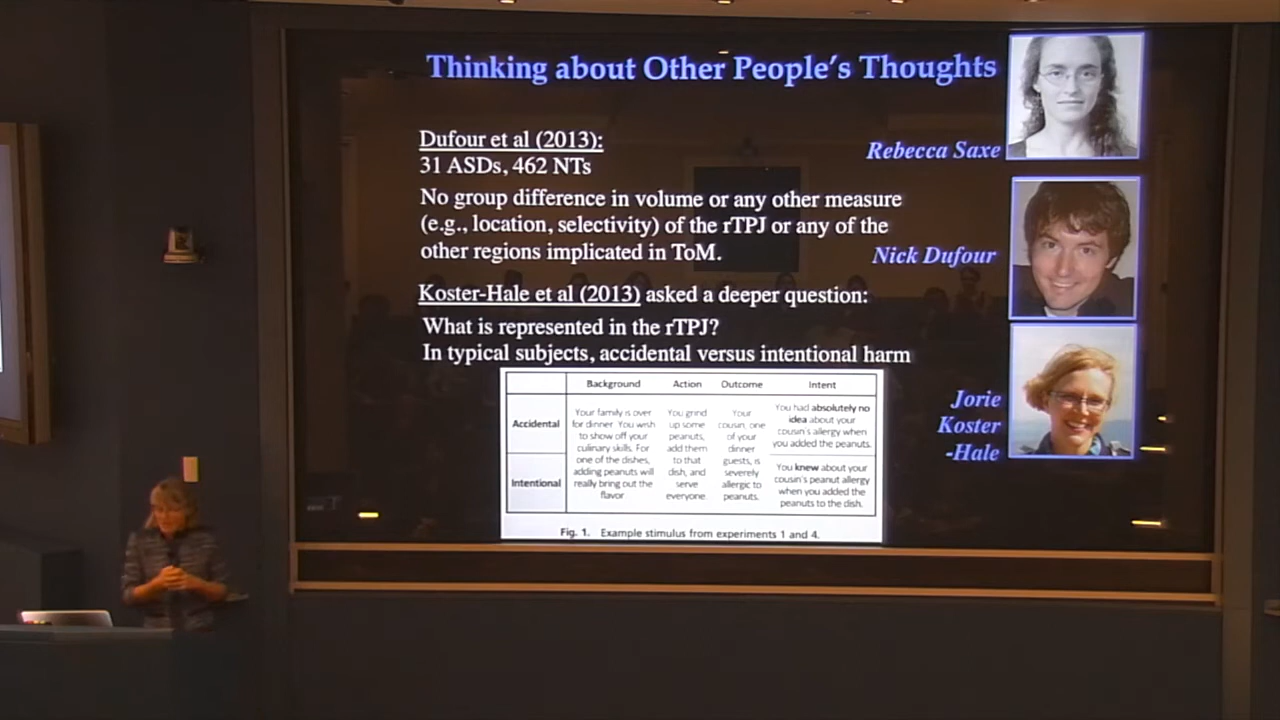 Thinking about Other People's Thoughts
Dufour et al (2013):
31 ASDs, 462 NTs
No group difference in volume or any other measure
(e.g., location, selectivity) of the rTPJ or any of the
other regions implicated in ToM.
Koster-Hale et al (2013) asked a deeper question:
What is represented in the rTPJ?
In typical subjects, accidental versus intentional harm
Rebecca Saxe
Nick Dufour
Jorie
Koster
-Hale
Background Action Outcome Intent
Accidental
Intentional
Your family is over
for dinner. You wish
to show off your
culinary skills. For
one of the dishes,
adding peanuts will
really bring out the
flavor
You grind
up some
peanuts,
add them
to that
dish, and
serve
everyone.
Your
cousin, one
of your
dinner
guests, is
severely
allergic to
peanuts.
You had absolutely no
idea about your
cousin's allergy when
you added the peanuts.
You knew about your
cousin's peanut allergy
when you added the
peanuts to the dish.
Fig. 1. Example stimulus from experiments 1 and 4.